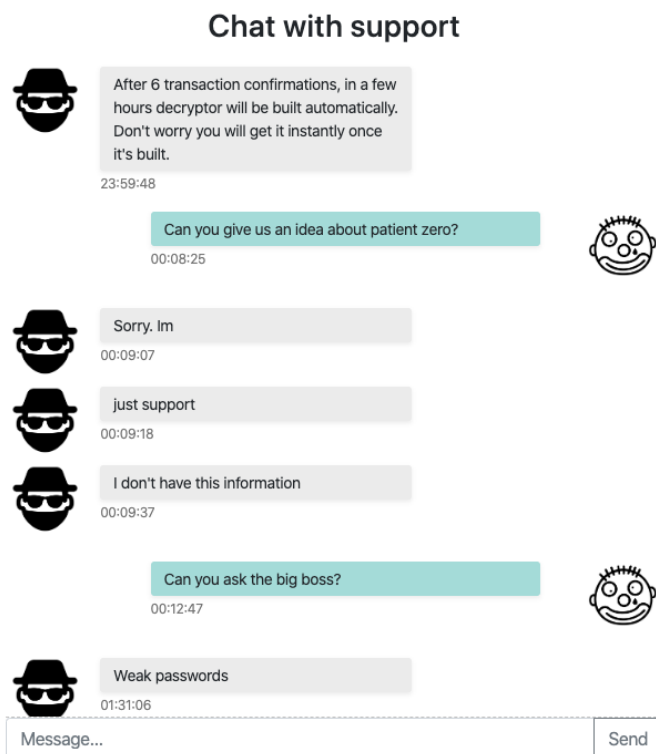 Chat with support
After 6 transaction confirmations, in a few
hours decryptor will be built automatically.
Don't worry you will get it instantly once
it's built.
23:59:48
Can you give us an idea about patient zero?
00:08:25
Sorry. Im
00:09:07
just support
00:09:18
I don't have this information
00:09:37
Can you ask the big boss?
00:12:47
Weak passwords
01:31:06
Message...
Send